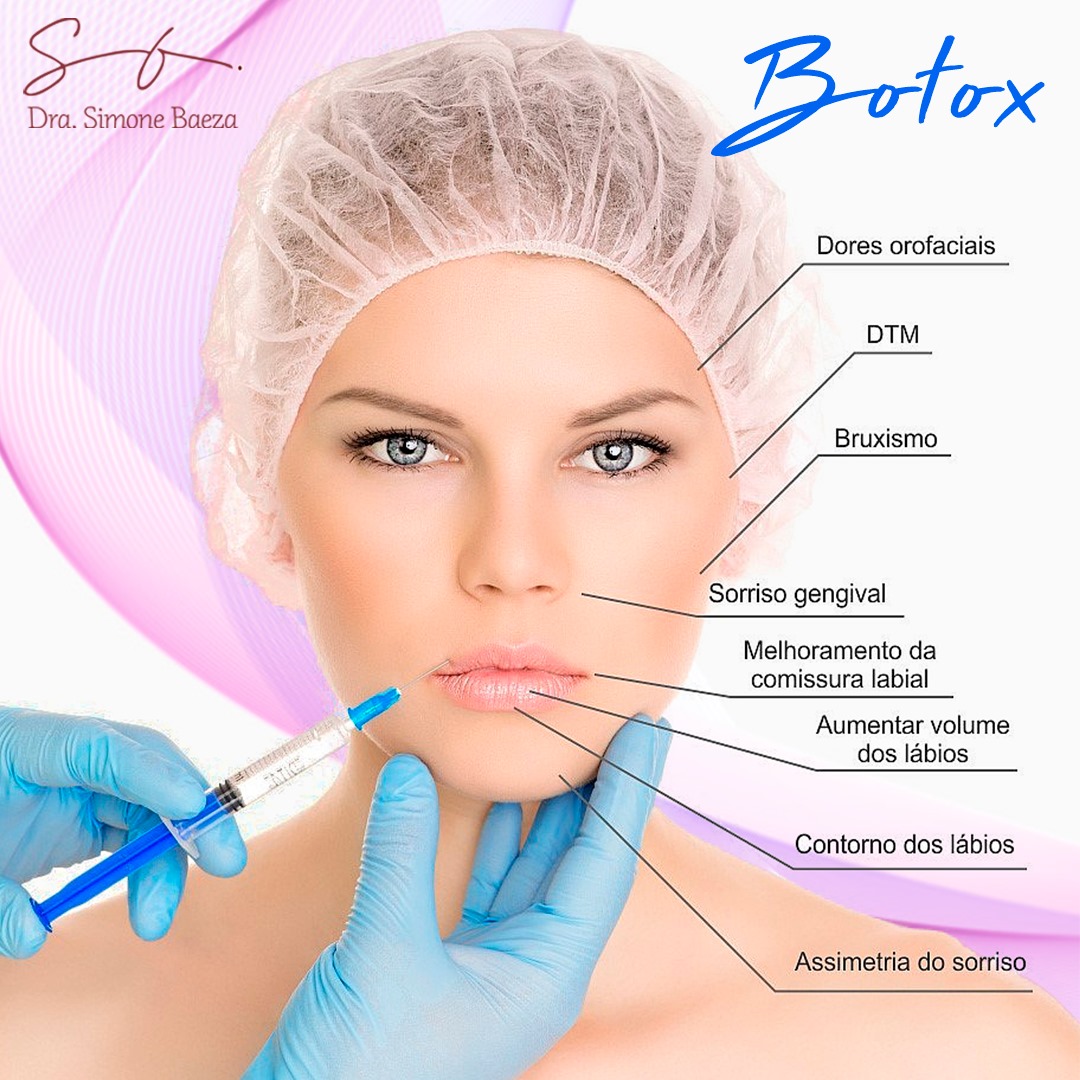 Dra. Simone Baeza
Botox
Dores orofaciais
DTM
Bruxismo
Sorriso gengival
Melhoramento da
comissura labial
Aumentar volume
dos lábios
Contorno dos lábios
Assimetria do sorriso